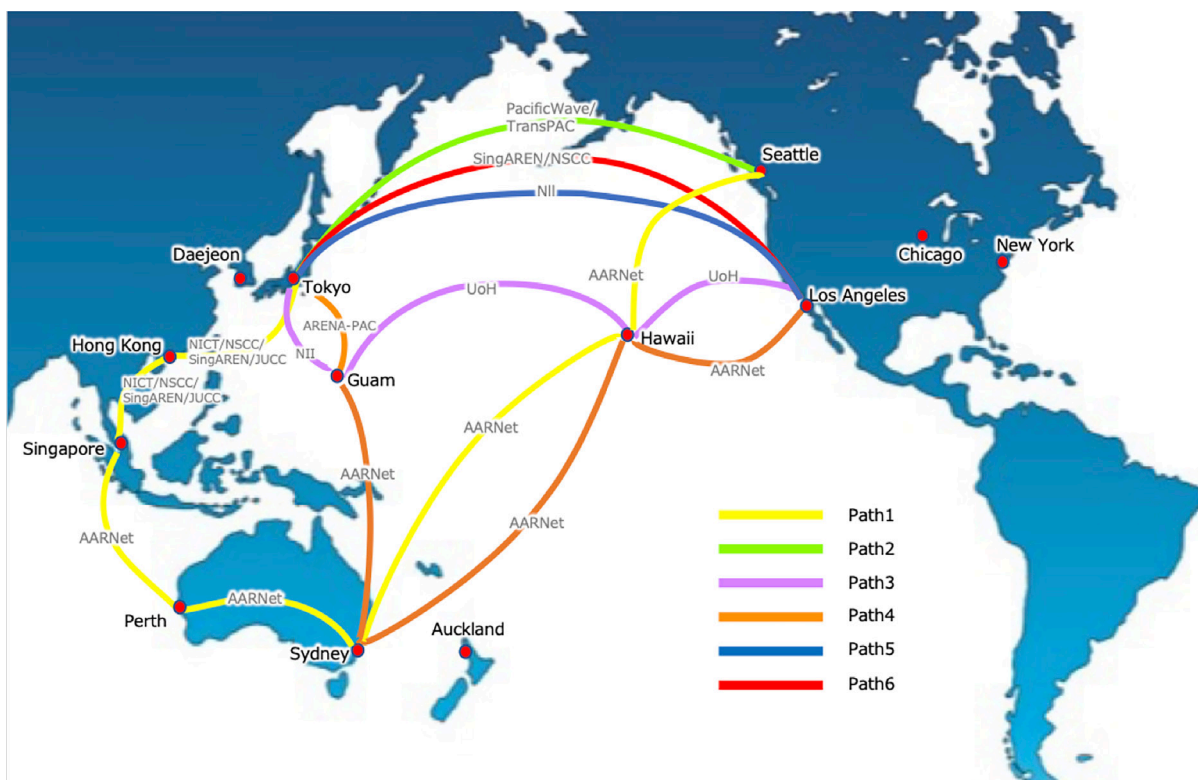 PacificWave/
TransPAC
Seattle
SingAREN/NSCC
NII
Chicago
New York
Daejeon
Tokyo
UoH
AARNet
UoH
Los Angeles
ARENA-PAC
Hong Kong
NICT/NSCC/
SingAREN/JUCC
NII
Hawaii
Guam
AARNet
NICT/NSCC/
SingAREN/JUCC
Singapore
AARNet
AARNet
AARNet
AARNet
Path1
Path2
Path3
Path4
Path5
Path6
AARNet
Perth
Sydney
Auckland